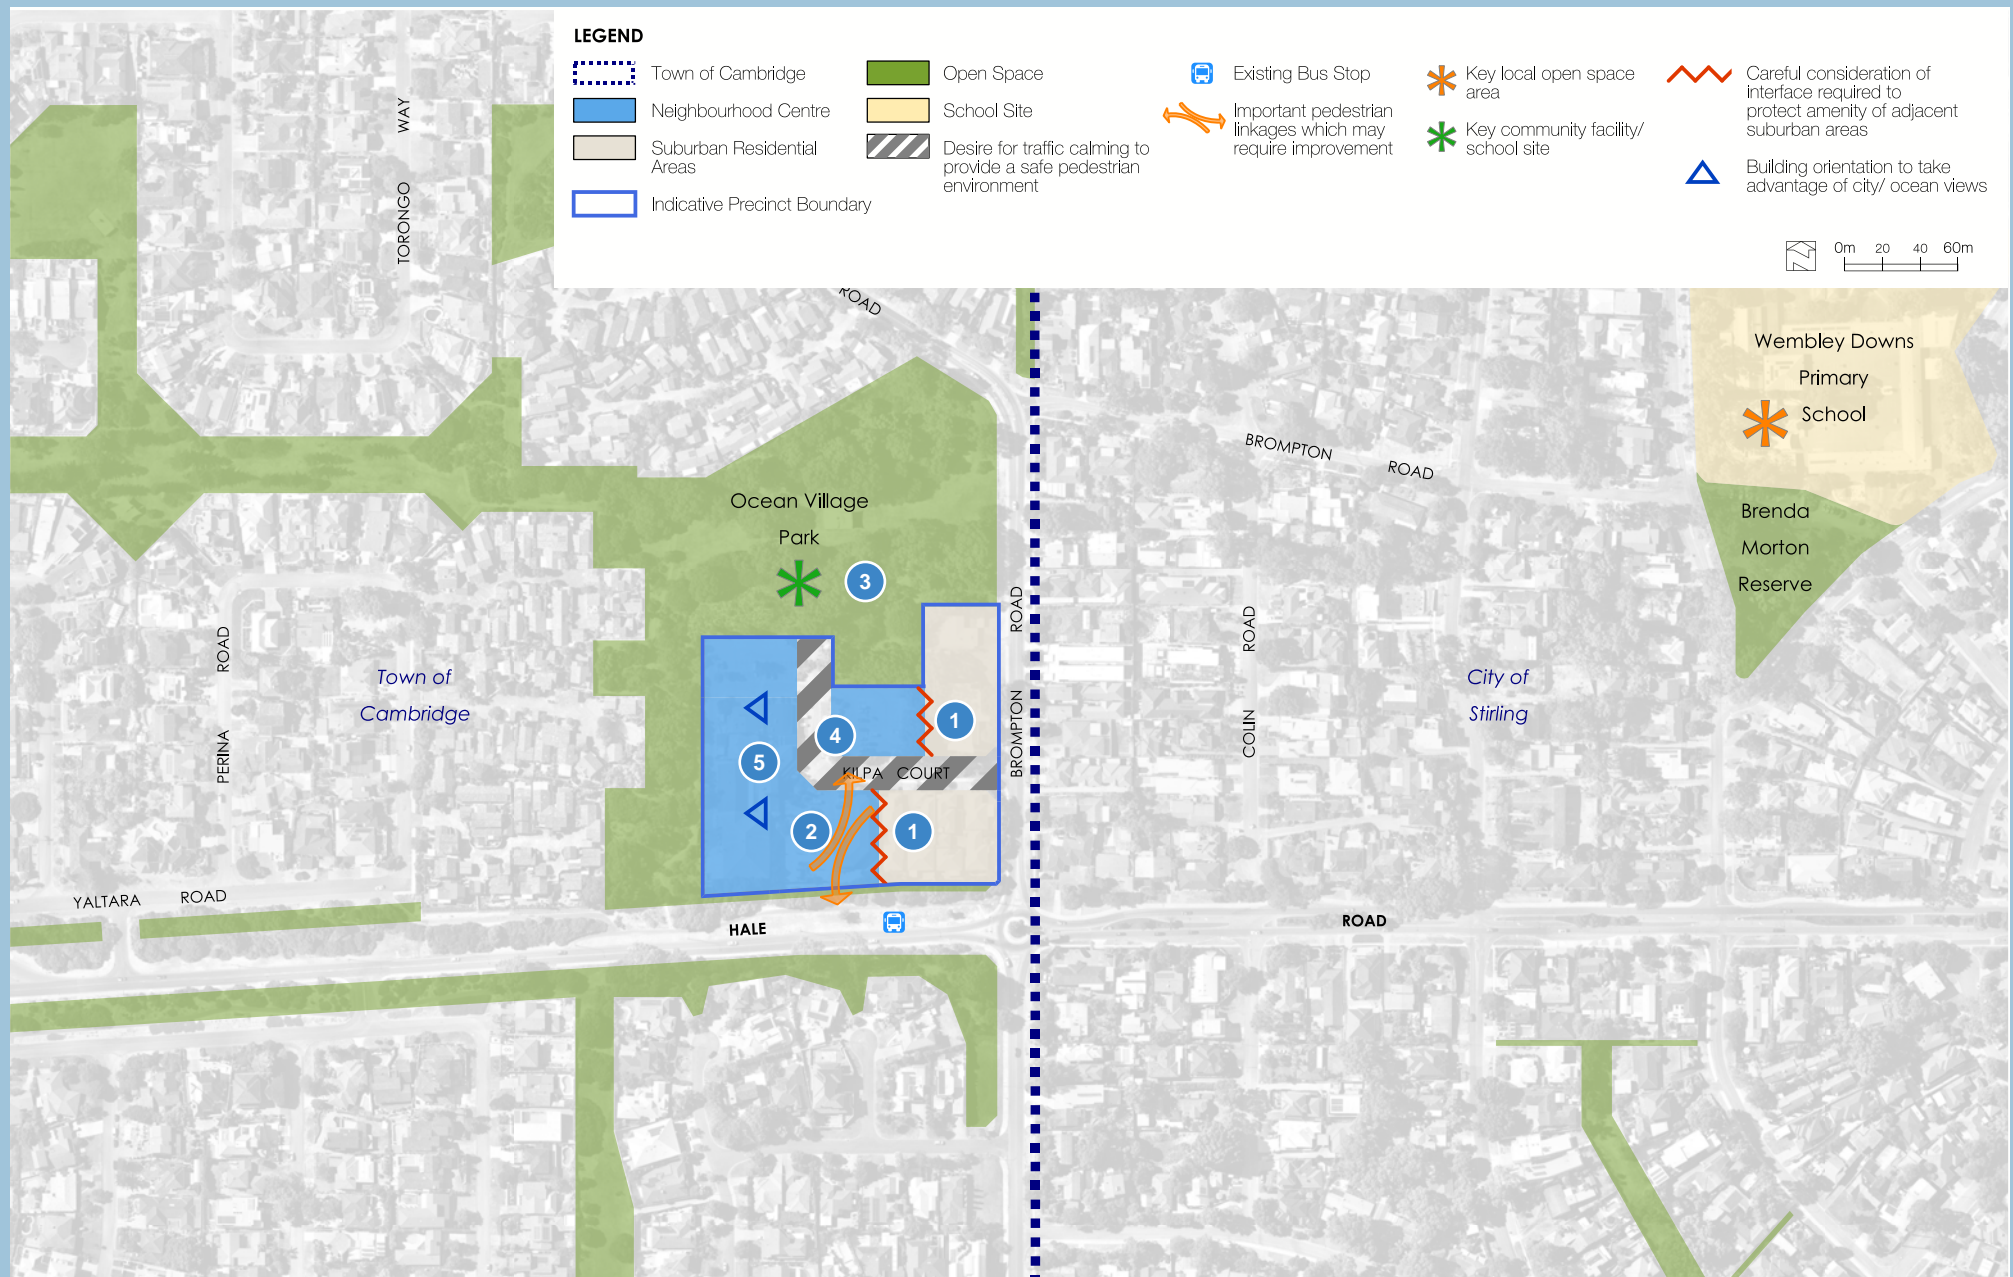 LEGEND
Town of Cambridge
Neighbourhood Centre
Suburban Residential
Areas
Indicative Precinct Boundary
Open Space
School Site
Desire for traffic calming to
provide a safe pedestrian
environment
Existing Bus Stop
Important pedestrian
linkages which may
require improvement
Key local open space
area
Key community facility/
school site
Careful consideration of
interface required to
protect amenity of adjacent
suburban areas
Building orientation to take
advantage of city/ ocean views
0m 20 40 60m
TORONGO WAY
ROAD
Wembley Downs
Primary
School
BROMPTON ROAD
Brenda
Morton
Reserve
Ocean Village
Park
3
PERINA ROAD
Town of
Cambridge
BROMPTON ROAD
COLIN ROAD
City of
Stirling
1
4
5
KILPA COURT
2
1
YALTARA ROAD
HALE
ROAD